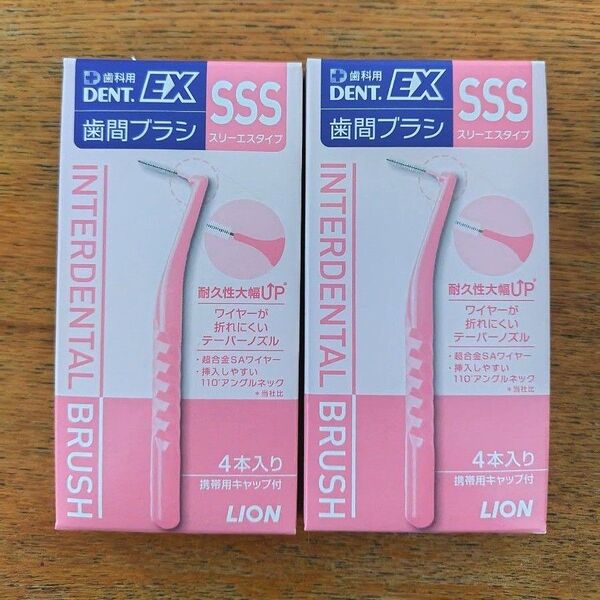 歯科用
DENT. EX
歯間ブラシ
SSS
スリーエスタイプ
INTERDENTAL BRUSH
耐久性大幅UP*
ワイヤーが
折れにくい
テーパーノズル
・超合金SAワイヤー
・挿入しやすい
110°アングルネック
*当社比
4本入り
携帯用キャップ付
LION
歯科用
DENT. EX
歯間ブラシ
SSS
スリーエスタイプ
INTERDENTAL BRUSH
耐久性大幅UP*
ワイヤーが
折れにくい
テーパーノズル
・超合金SAワイヤー
・挿入しやすい
110°アングルネック
*当社比
4本入り
携帯用キャップ付
LION